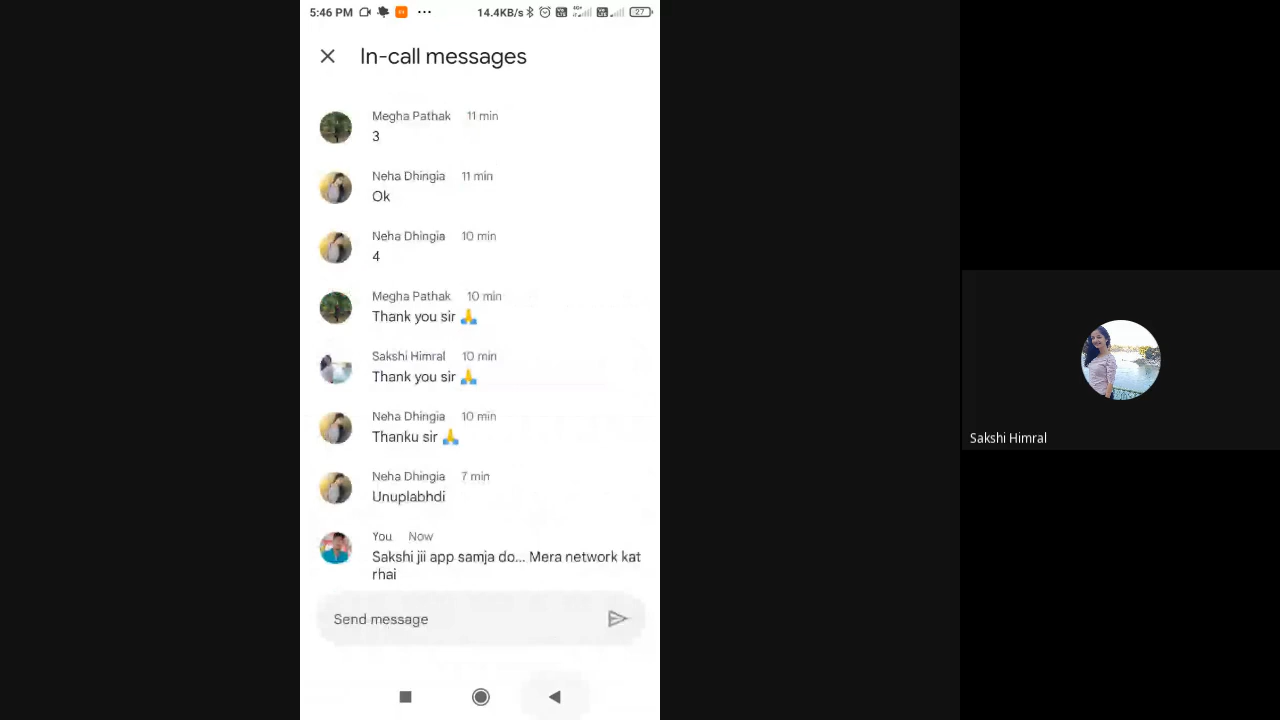 5:46 PM 14.4KB/s 27
In-call messages
Megha Pathak 11 min
3
Neha Dhingia 11 min
Ok
Neha Dhingia 10 min
4
Megha Pathak 10 min
Thank you sir 🙏
Sakshi Himral 10 min
Thank you sir 🙏
Neha Dhingia 10 min
Thanku sir 🙏
Neha Dhingia 7 min
Unuplabhdi
You Now
Sakshi jii app samja do... Mera network kat
rhai
Send message
Sakshi Himral